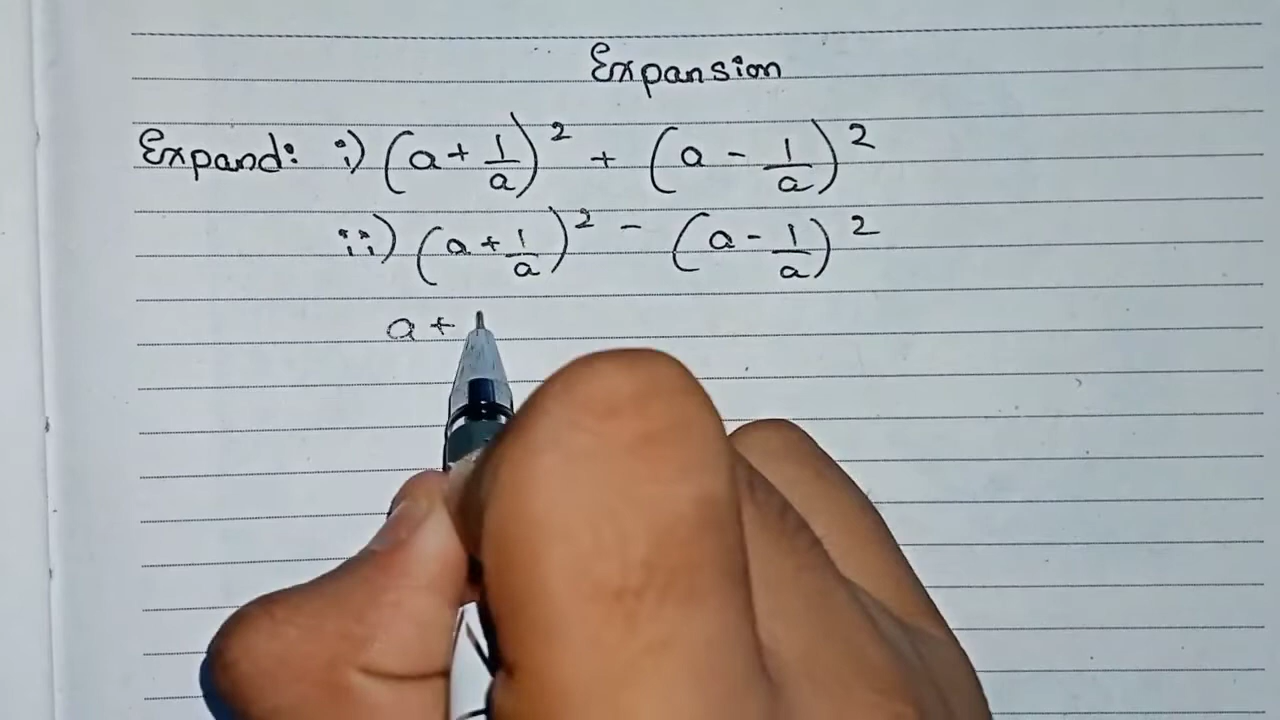 Expansion
Expand: i) (a + 1/a)² + (a - 1/a)²
ii) (a + 1/a)² - (a - 1/a)²
a +